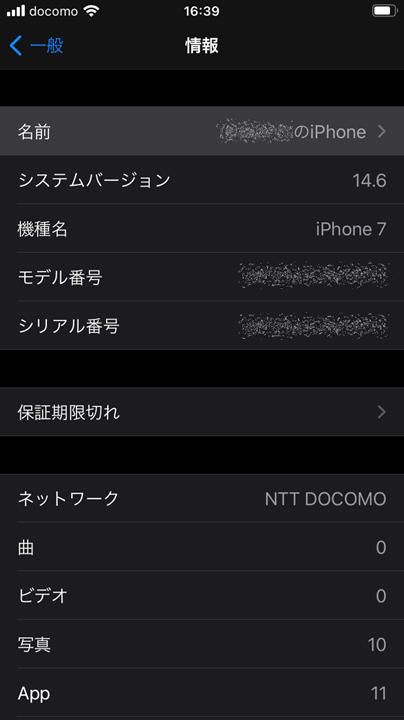 docomo 16:39
一般 情報
名前 のiPhone
システムバージョン 14.6
機種名 iPhone 7
モデル番号
シリアル番号
保証期限切れ
ネットワーク NTT DOCOMO
曲 0
ビデオ 0
写真 10
App 11